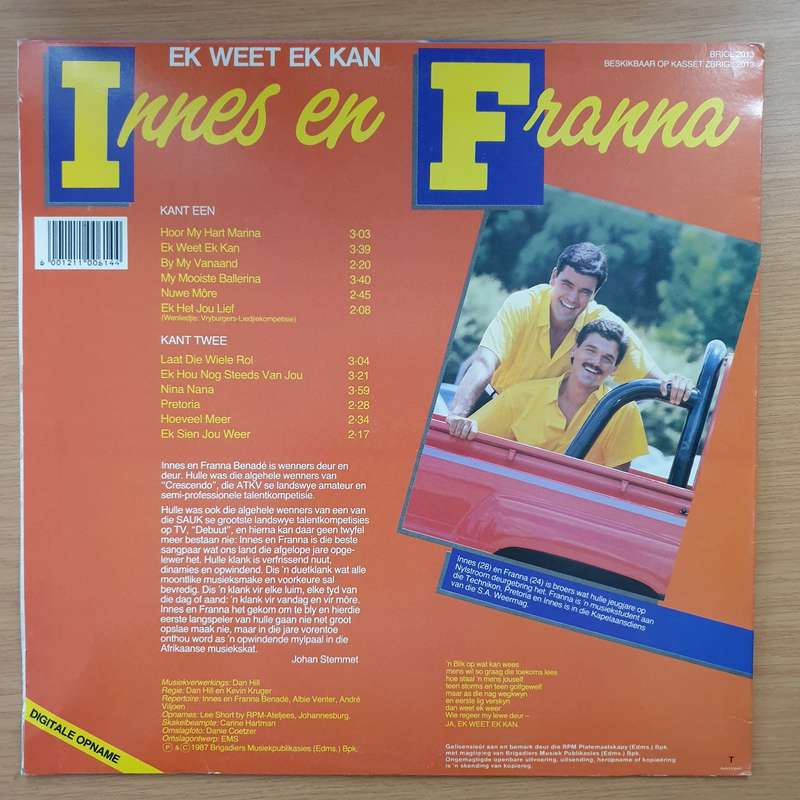 EK WEET EK KAN
BRIGL 2013
BESKIKBAAR OP KASSET ZBRIGL 2013
Innes en Franna
6 001211 006144
KANT EEN
Hoor My Hart Marina 3·03
Ek Weet Ek Kan 3·39
By My Vanaand 2·20
My Mooiste Ballerina 3·40
Nuwe Môre 2·45
Ek Het Jou Lief 2·08
(Wenliedjie: Vryburgers-Liedjiekompetisie)
KANT TWEE
Laat Die Wiele Rol 3·04
Ek Hou Nog Steeds Van Jou 3·21
Nina Nana 3·59
Pretoria 2·28
Hoeveel Meer 2·34
Ek Sien Jou Weer 2·17
Innes en Franna Benadé is wenners deur en
deur. Hulle was die algehele wenners van
"Crescendo", die ATKV se landswye amateur en
semi-professionele talentkompetisie.
Hulle was ook die algehele wenners van een van
die SAUK se grootste landswye talentkompetisies
op TV, "Debuut", en hierna kan daar geen twyfel
meer bestaan nie: Innes en Franna is die beste
sangpaar wat ons land die afgelope jare opge-
lewer het. Hulle klank is verfrissend nuut,
dinamies en opwindend. Dis 'n duetklank wat alle
moontlike musieksmake en voorkeure sal
bevredig. Dis 'n klank vir elke luim, elke tyd van
die dag of aand: 'n klank vir vandag en vir môre.
Innes en Franna het gekom om te bly en hierdie
eerste langspeler van hulle gaan nie net groot
opslae maak nie, maar in die jare vorentoe
onthou word as 'n opwindende mylpaal in die
Afrikaanse musieksskat.
Johan Stemmet
Innes (28) en Franna (24) is broers wat hulle jeugjare op
Nylstroom deurgebring het. Franna is 'n musiekstudent aan
die Technikon, Pretoria en Innes is in die Kapelaansdiens
van die S.A. Weermag.
Musiekverwerkings: Dan Hill
Regie: Dan Hill en Kevin Kruger
Repertoire: Innes en Franna Benadé, Albie Venter, André
Viljoen
Opnames: Lee Short by RPM-Ateljees, Johannesburg.
Skakelbeampte: Carine Hartman
Omslagfoto: Danie Coetzer
Omslagontwerp: EMS
Ⓟ & Ⓒ 1987 Brigadiers Musiekpublikasies (Edms.) Bpk.
'n Blik op wat kan wees
mens wil so graag die toekoms lees
hoe staal 'n mens jouself
teen storms en teen golfgewelf
maar as die nag wegkwyn
en eerste lig verskyn
dan weet ek weer
Wie regeer my lewe deur –
JA, EK WEET EK KAN.
DIGITALE OPNAME
Gelisensieër aan en bemark deur die RPM Platemaatskapy (Edms.) Bpk.
met magtiging van Brigadiers Musiek Publikasies (Edms.) Bpk.
Ongemagtigde openbare uitvoering, uitsending, heropname of kopieëring
is 'n skending van kopiereg.
T